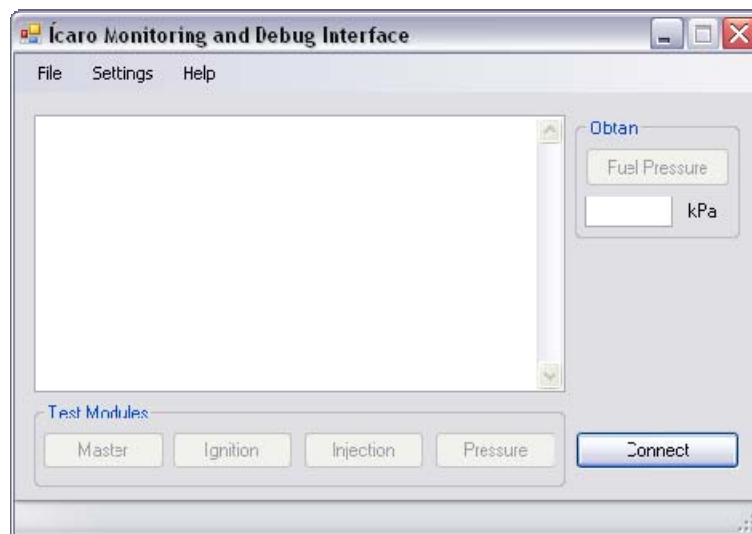 Ícaro Monitoring and Debug Interface
File Settings Help
Obtan
Fuel Pressure
kPa
Test Modules
Master Ignition Injection Pressure
Connect